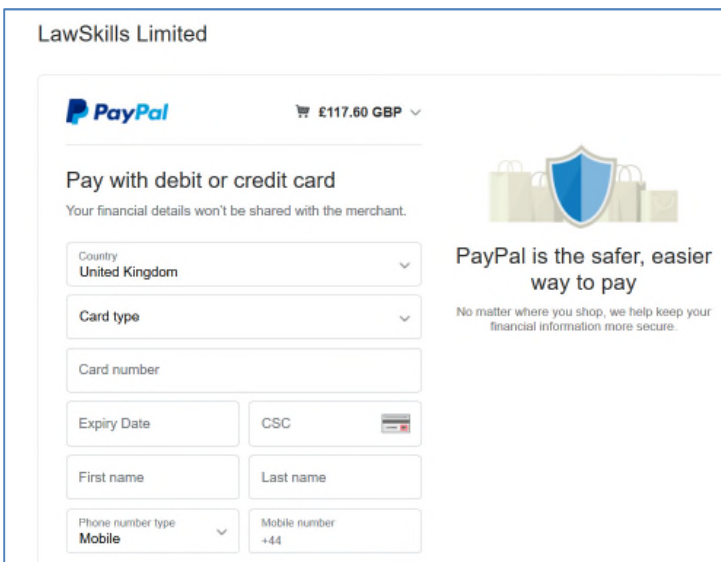 LawSkills Limited
PayPal
£117.60 GBP
Pay with debit or credit card
Your financial details won't be shared with the merchant.
Country
United Kingdom
Card type
Card number
Expiry Date
CSC
First name
Last name
Phone number type
Mobile
Mobile number
+44
PayPal is the safer, easier
way to pay
No matter where you shop, we help keep your
financial information more secure.